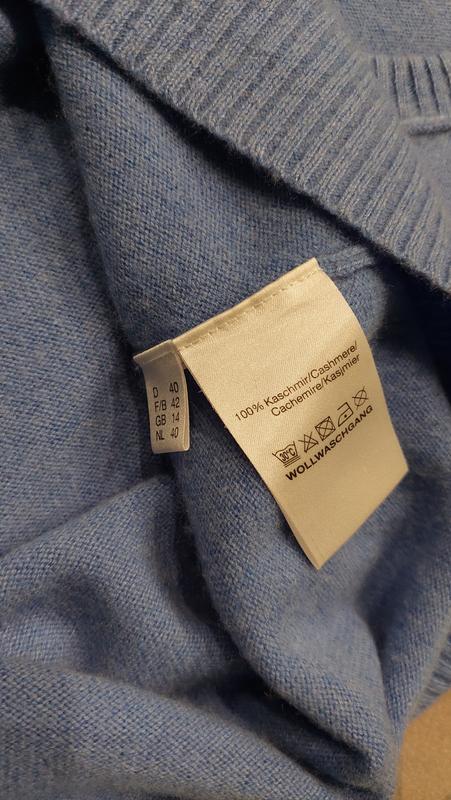 D 40
F/B 42
GB 14
NL 40
100% Kaschmir/Cashmere/
Cachemire/Kasjmier
30°C
WOLLWASCHGANG